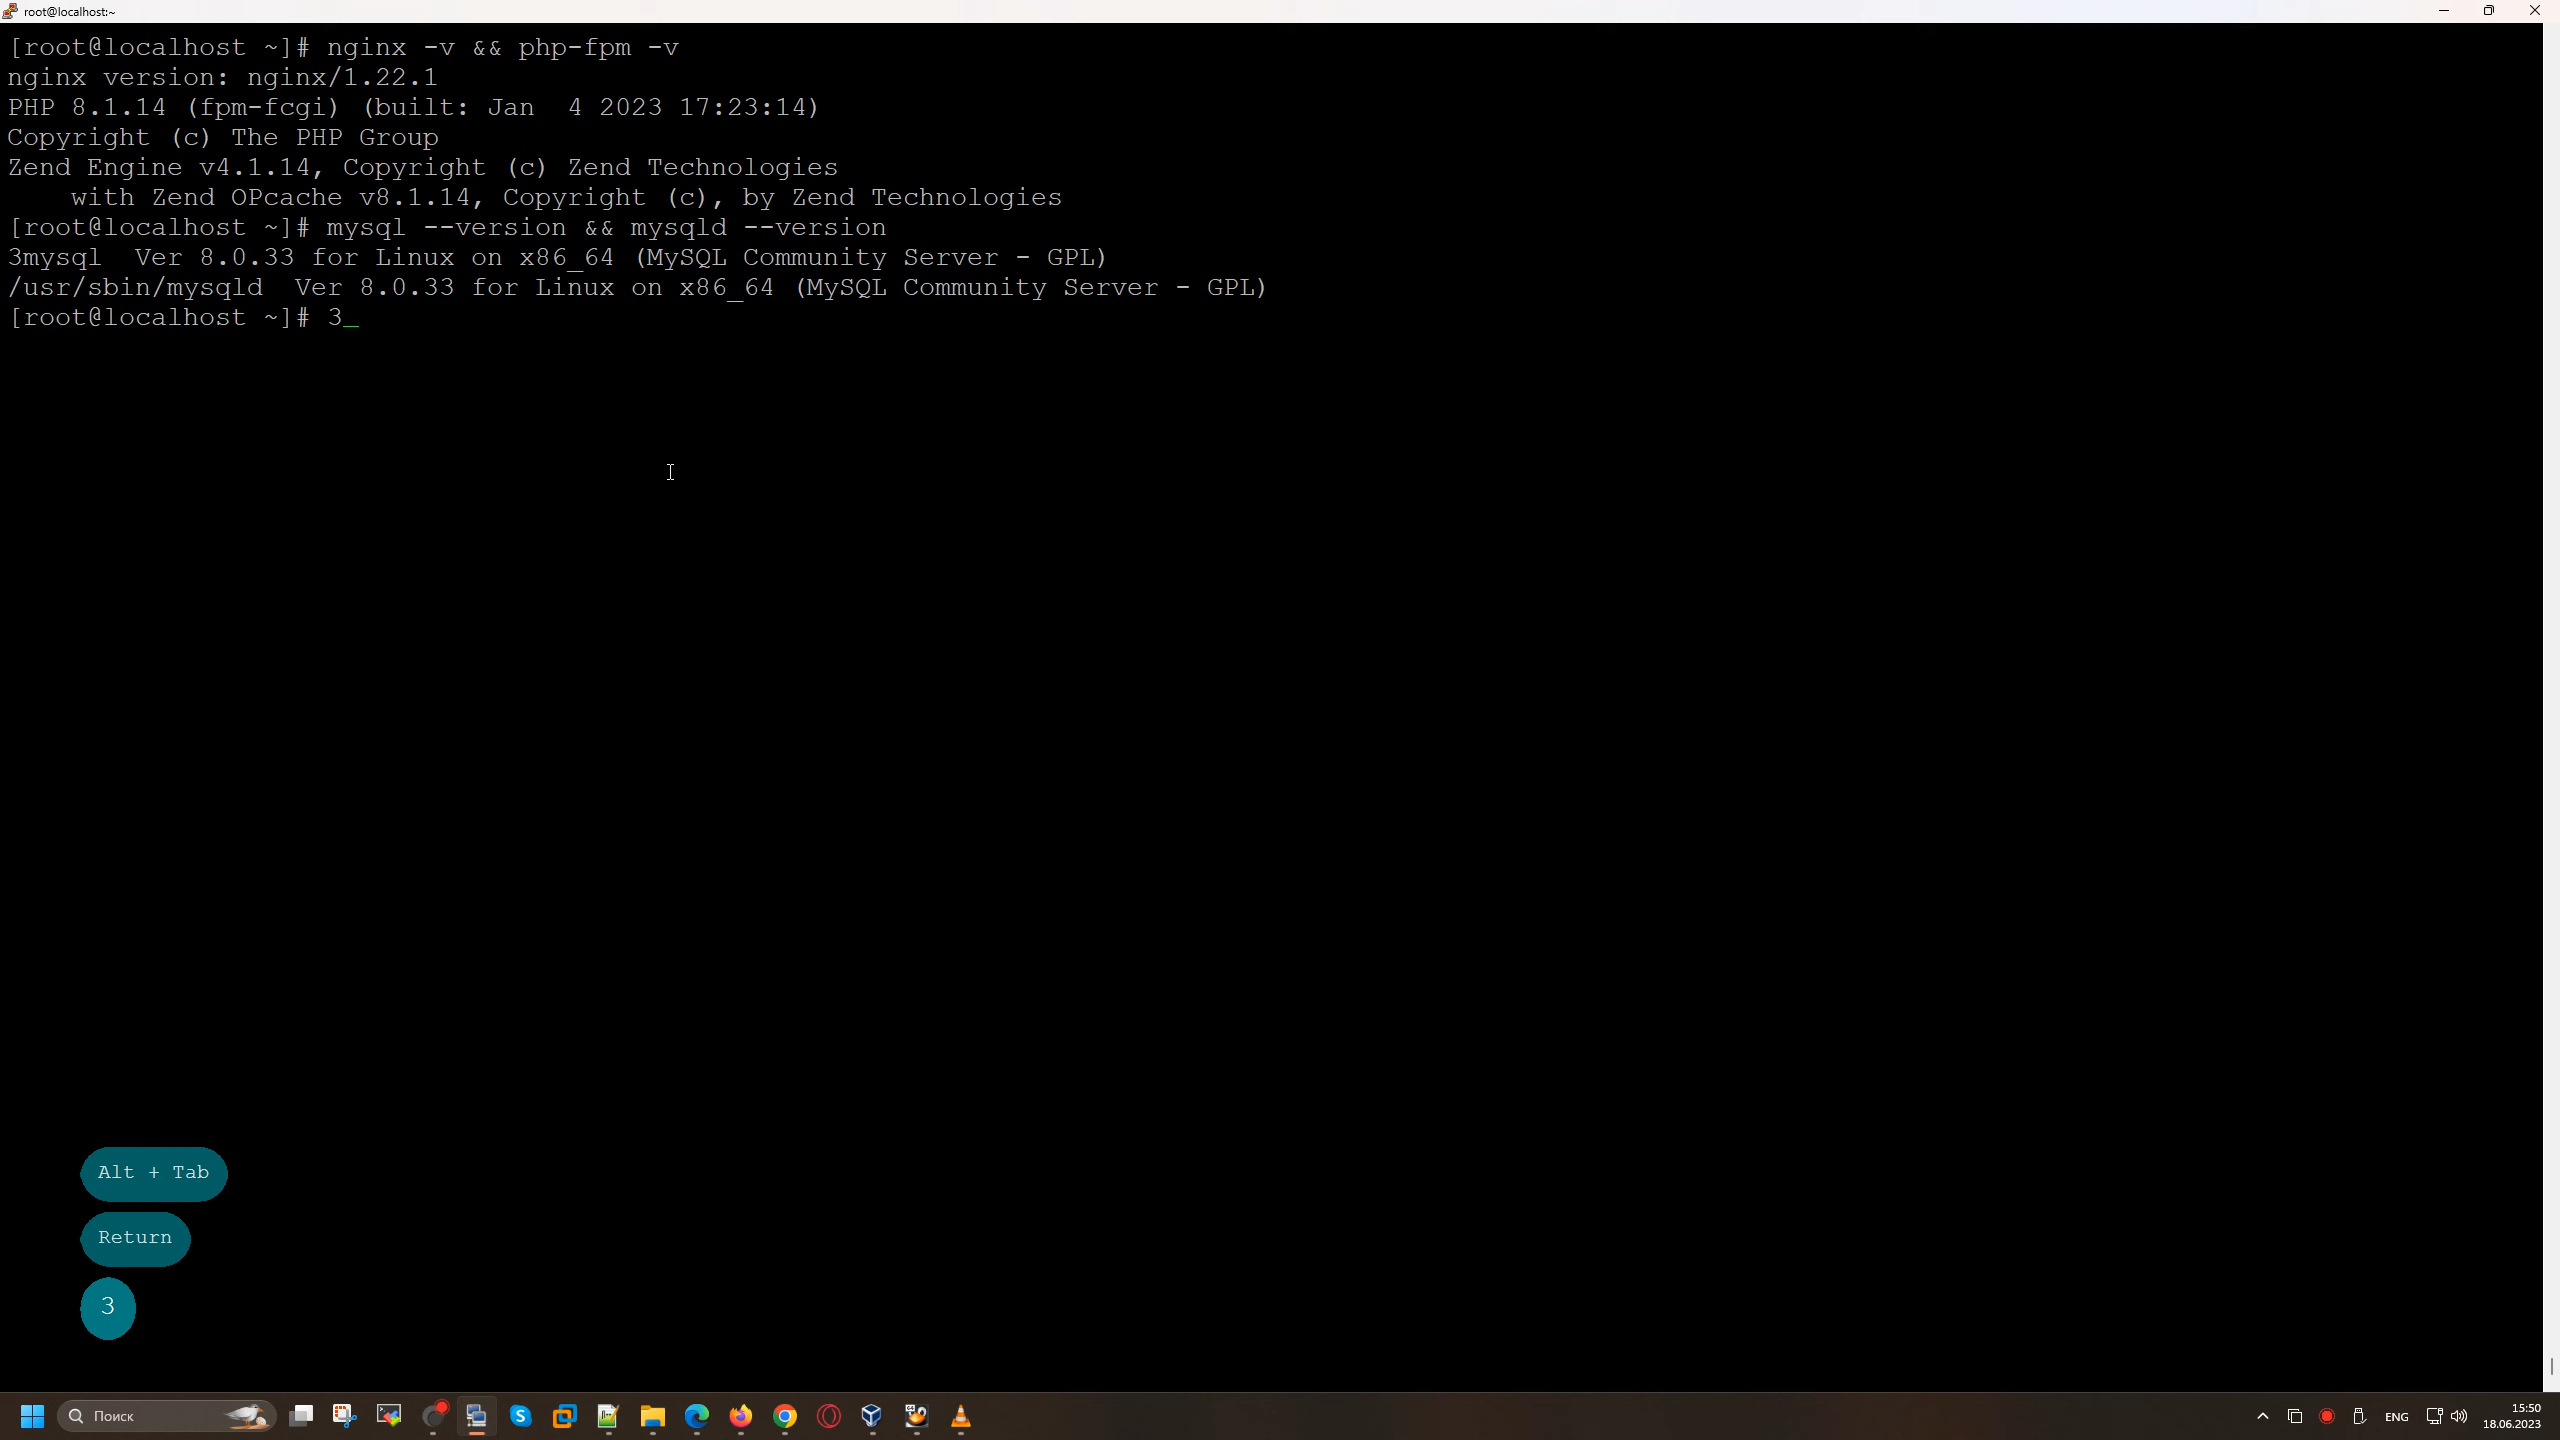 root@localhost:~
[root@localhost ~]# nginx -v && php-fpm -v
nginx version: nginx/1.22.1
PHP 8.1.14 (fpm-fcgi) (built: Jan  4 2023 17:23:14)
Copyright (c) The PHP Group
Zend Engine v4.1.14, Copyright (c) Zend Technologies
    with Zend OPcache v8.1.14, Copyright (c), by Zend Technologies
[root@localhost ~]# mysql --version && mysqld --version
3mysql  Ver 8.0.33 for Linux on x86_64 (MySQL Community Server - GPL)
/usr/sbin/mysqld  Ver 8.0.33 for Linux on x86_64 (MySQL Community Server - GPL)
[root@localhost ~]# 3_
Alt + Tab
Return
3
Поиск
ENG
15:50
18.06.2023